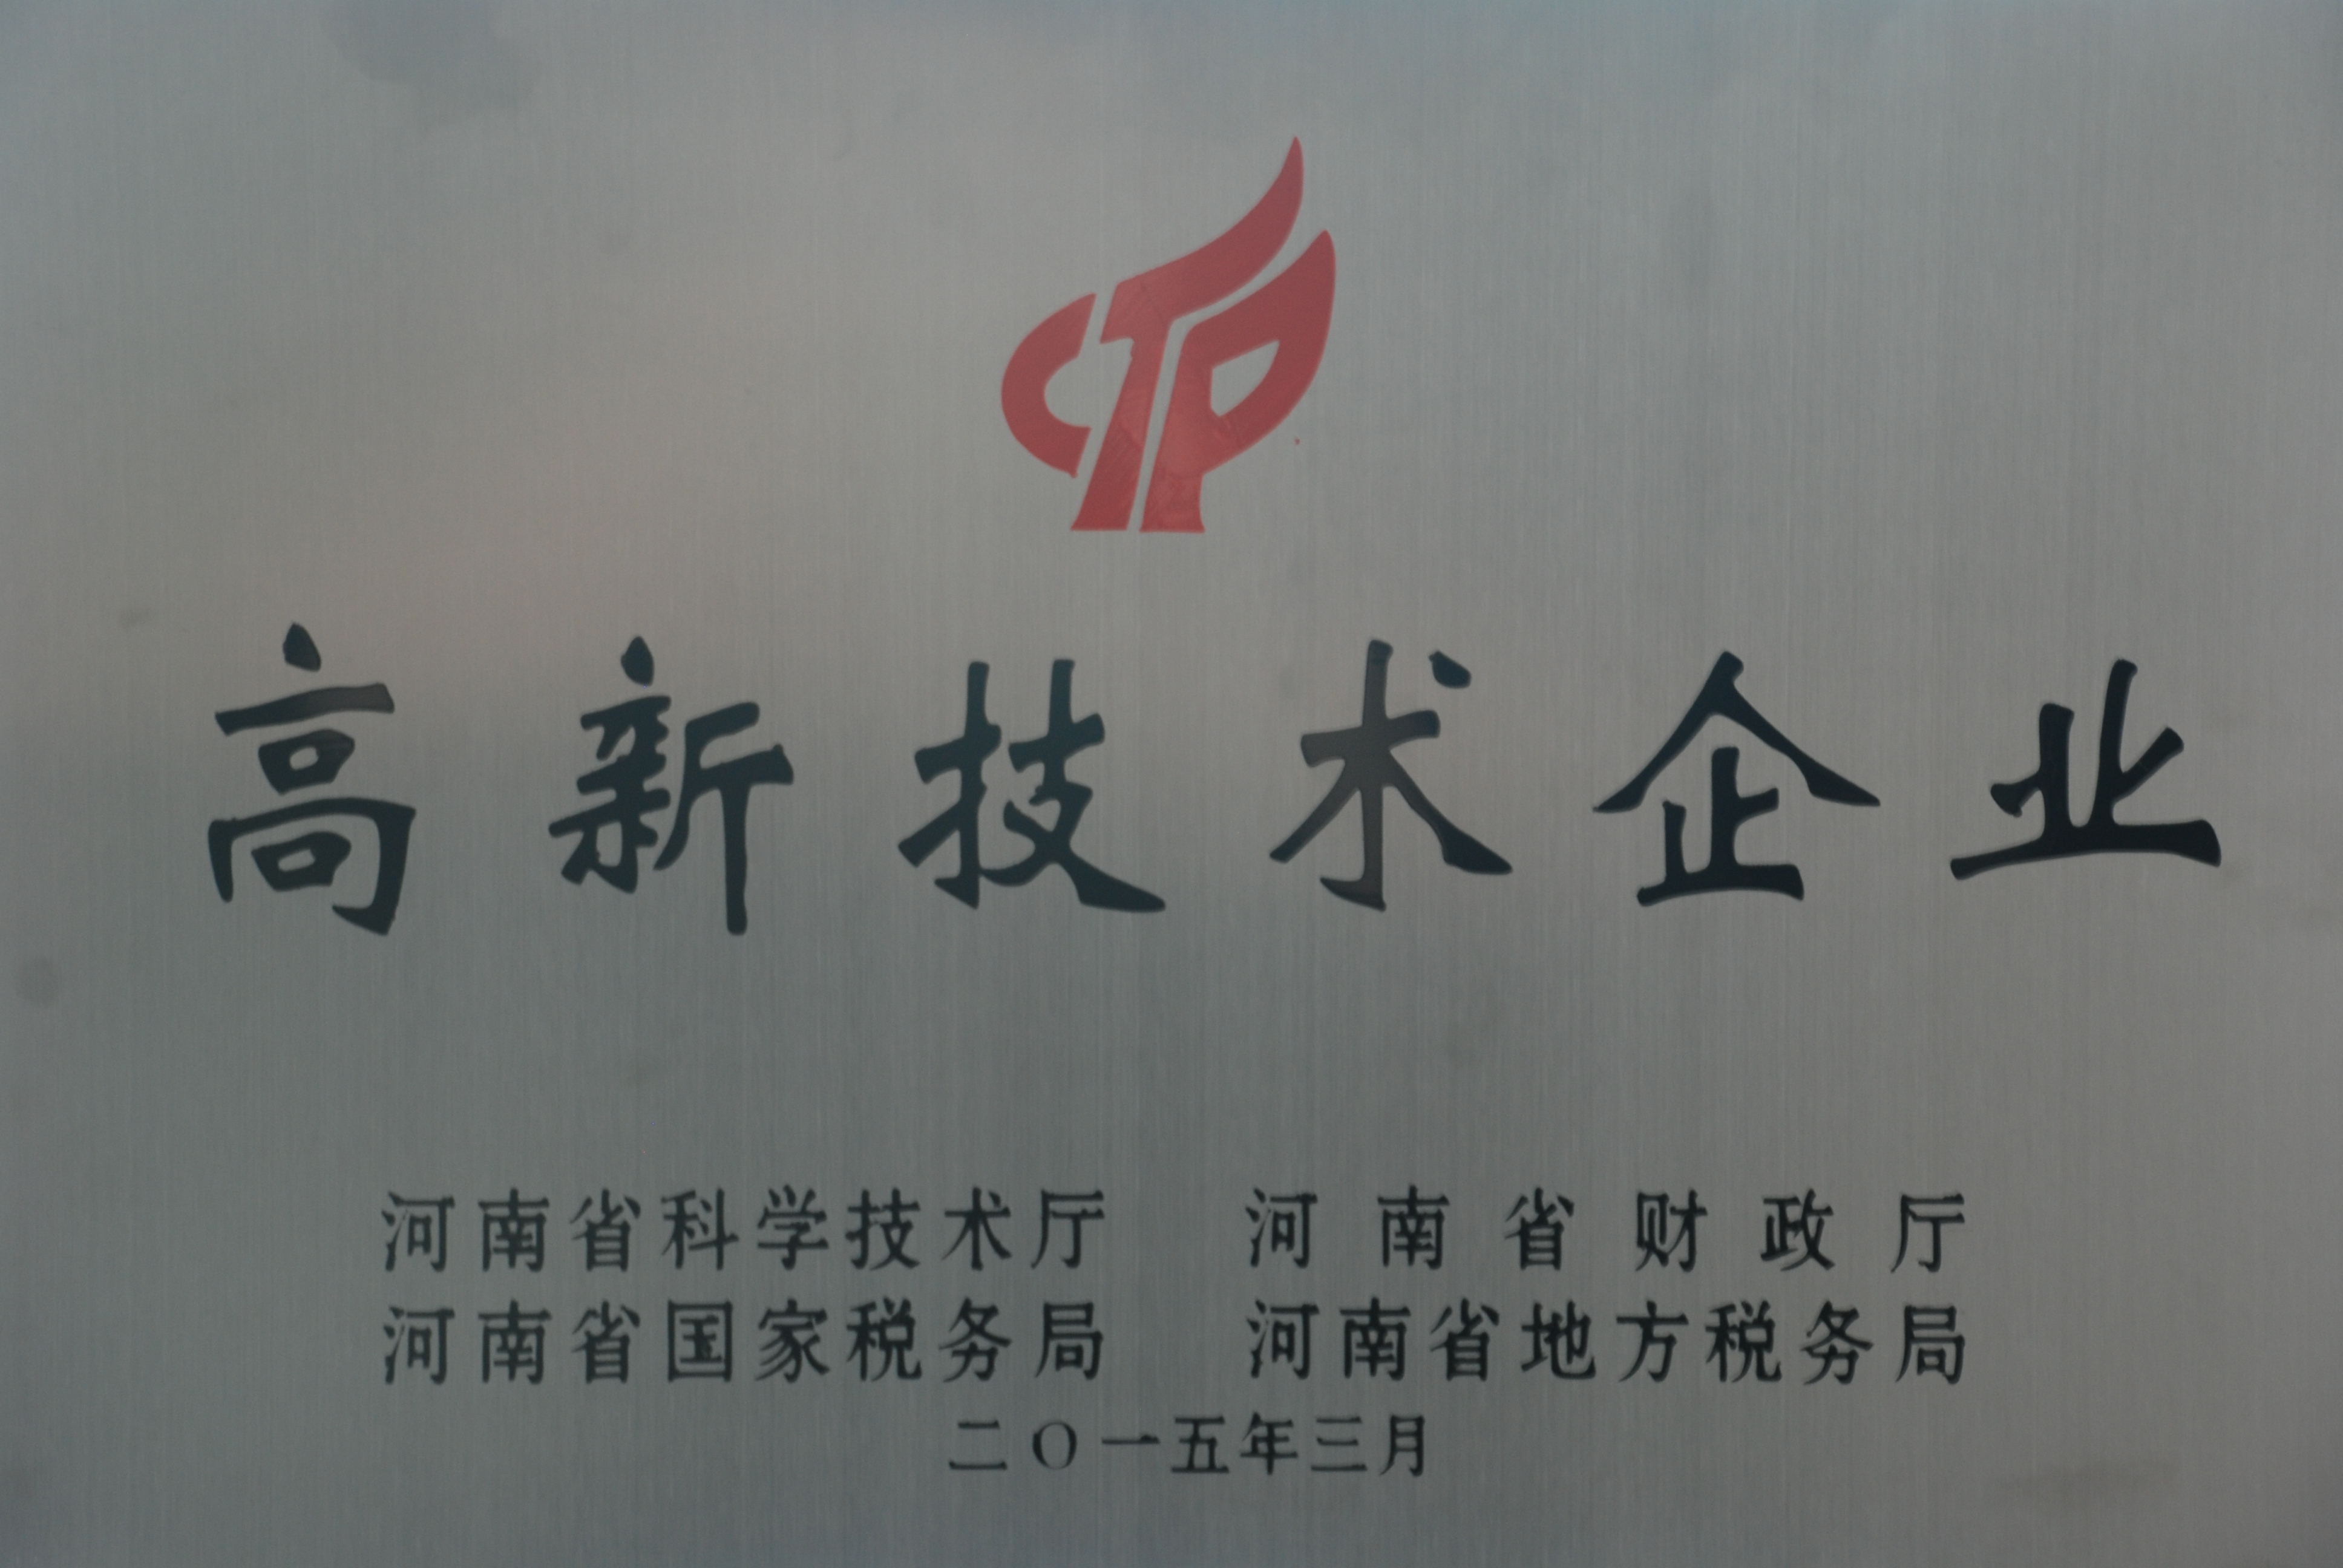 高新技术企业
河南省科学技术厅 河南省财政厅
河南省国家税务局 河南省地方税务局
二〇一五年三月